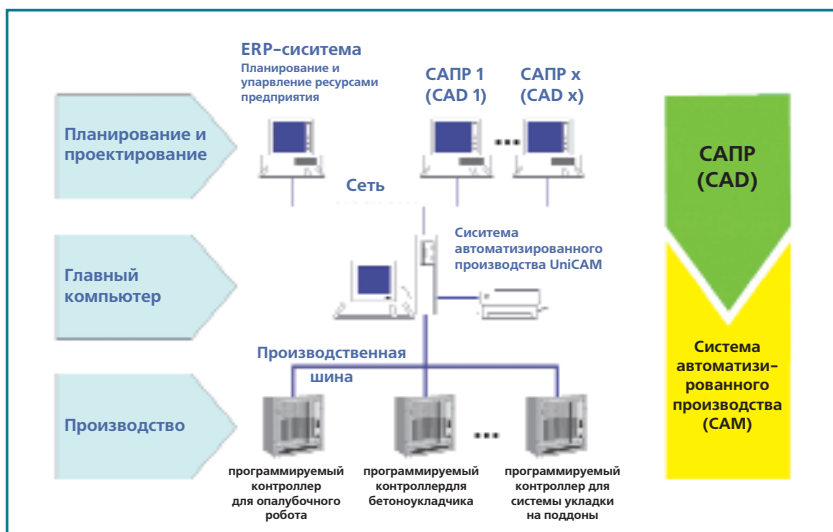 ERP-сиситема
Планирование и
упарвление ресурсами
предприятия
САПР 1
(CAD 1)
САПР x
(CAD x)
Планирование и
проектирование
САПР
(CAD)
Сеть
Сиситема
автоматизированного
производства UniCAM
Главный
компьютер
Производственная
шина
Система
автоматизи-
рованного
производства
(CAM)
Производство
программируемый
контроллер
для опалубочного
робота
программируемый
контроллердля
бетоноукладчика
программируемый
контроллер для
системы укладки
на поддоны